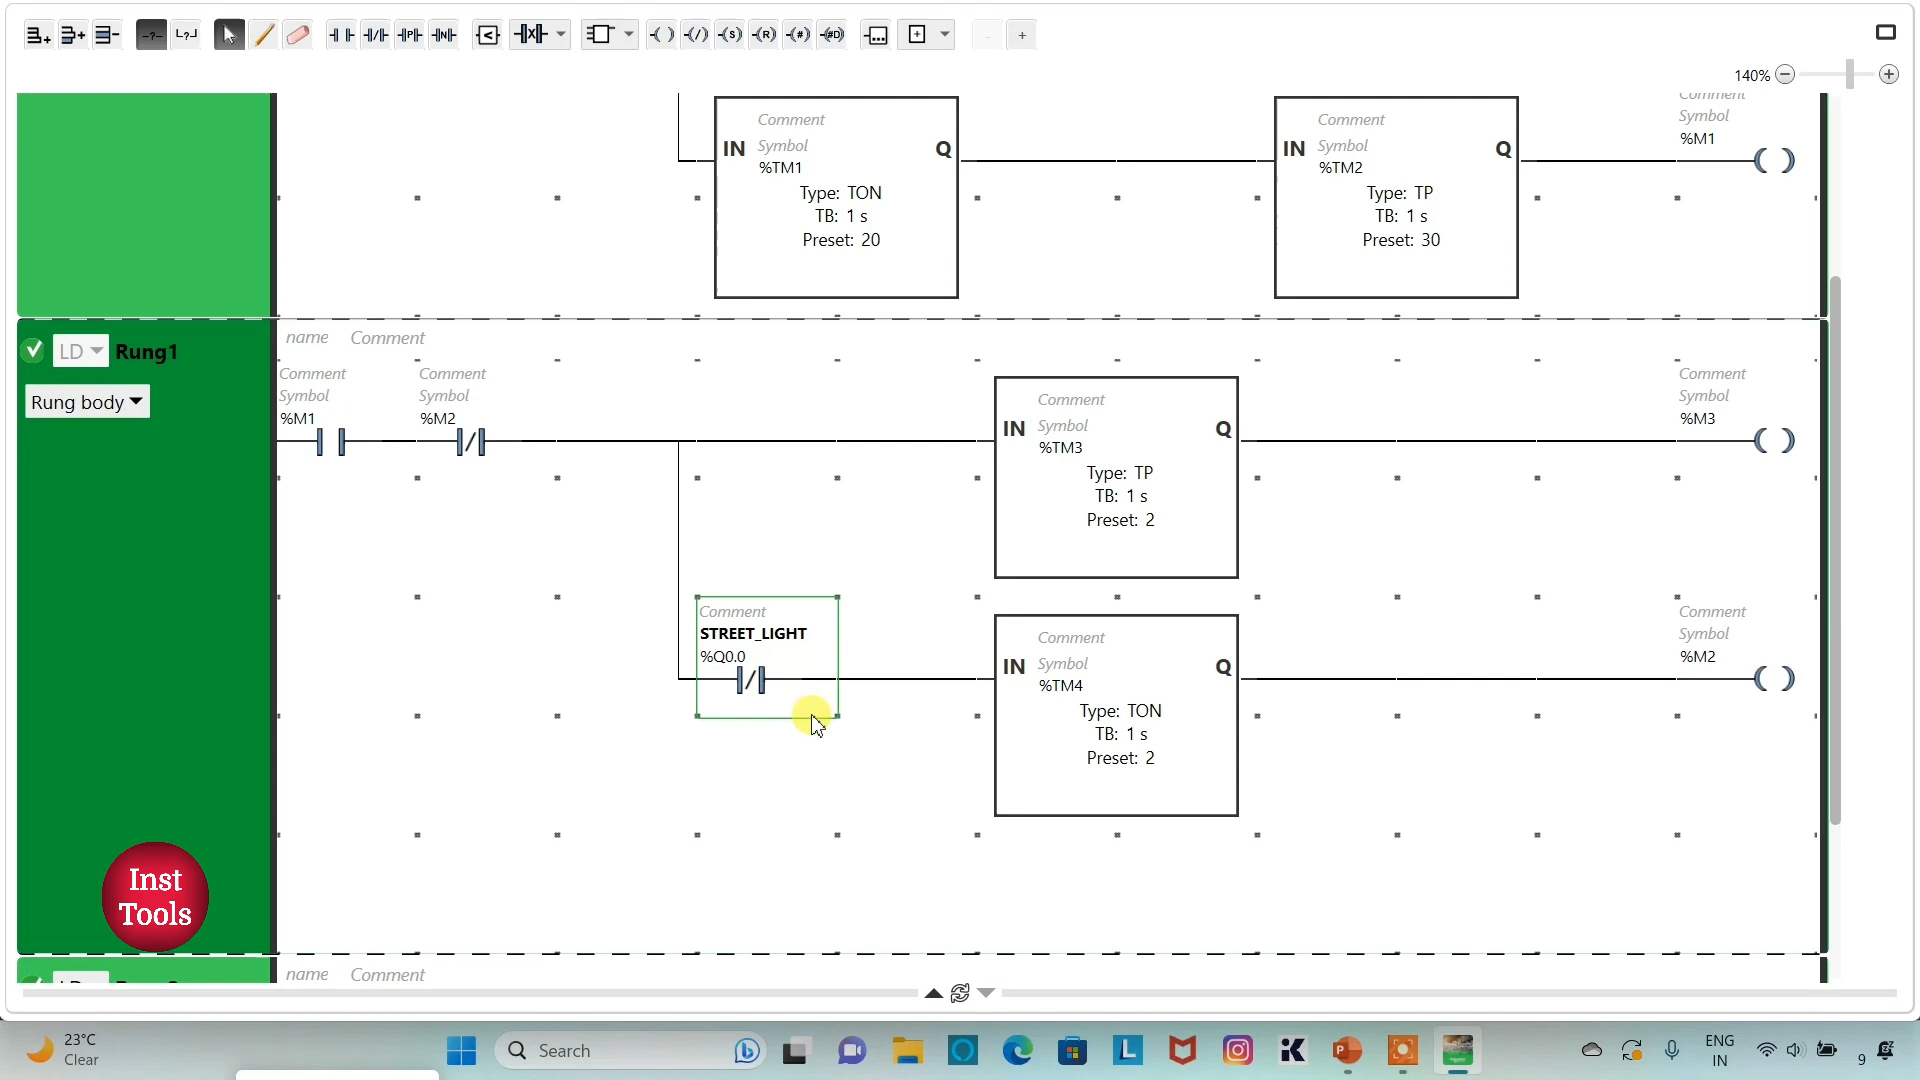 140%
Comment
Symbol
%M1
Comment
IN Symbol Q
%TM1
Type: TON
TB: 1 s
Preset: 20
Comment
IN Symbol Q
%TM2
Type: TP
TB: 1 s
Preset: 30
LD Rung1
Rung body
name Comment
Comment
Symbol
%M1
Comment
Symbol
%M2
Comment
IN Symbol Q
%TM3
Type: TP
TB: 1 s
Preset: 2
Comment
Symbol
%M3
Comment
STREET_LIGHT
%Q0.0
Comment
IN Symbol Q
%TM4
Type: TON
TB: 1 s
Preset: 2
Comment
Symbol
%M2
Inst
Tools
name Comment
23°C
Clear
Search
ENG
IN
9